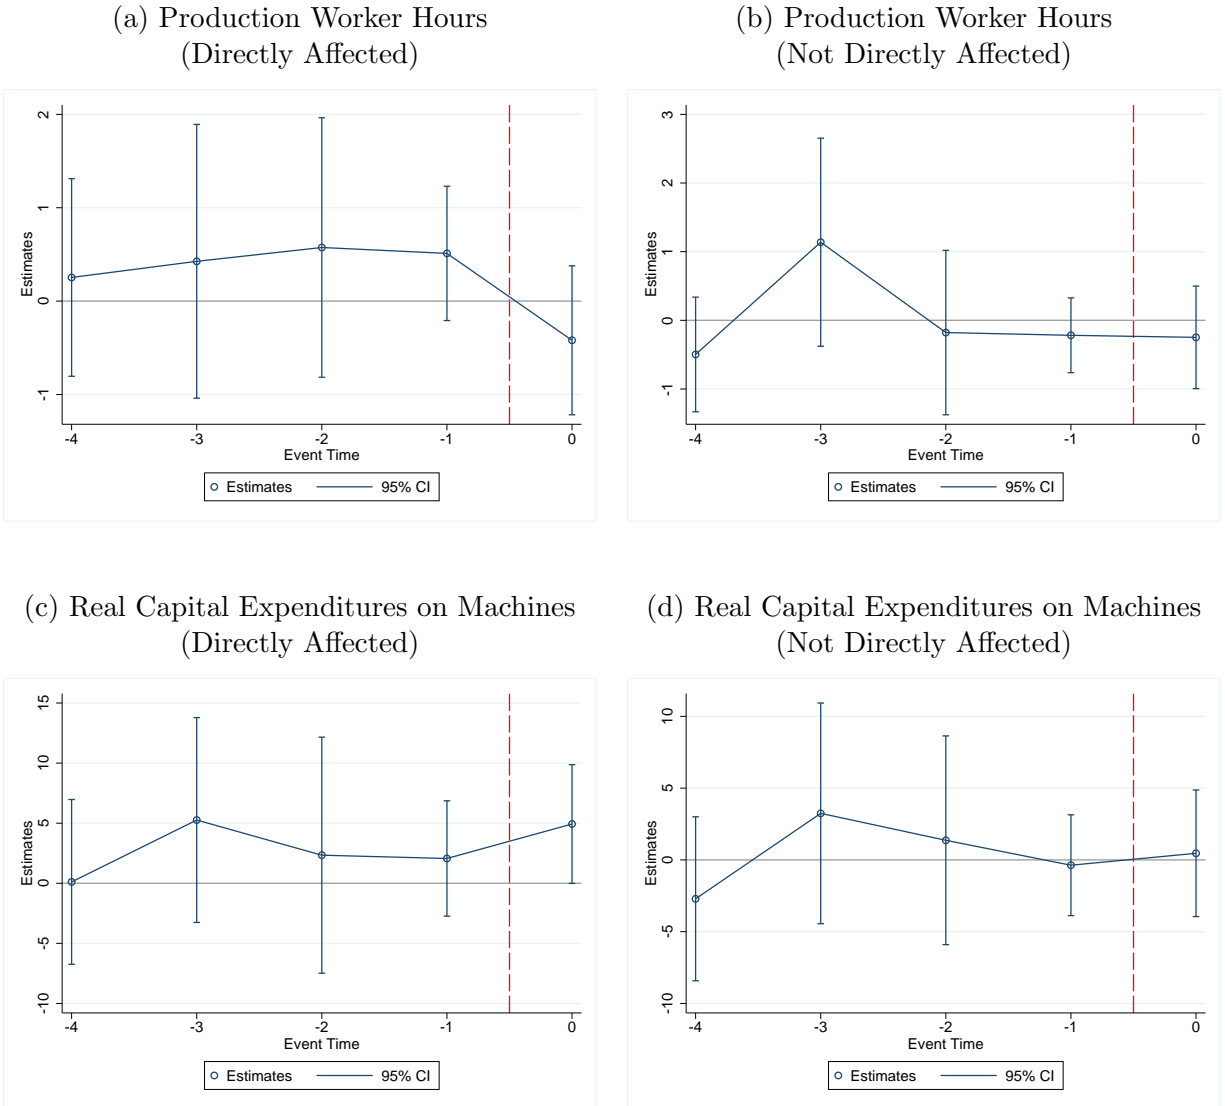 (a) Production Worker Hours
(Directly Affected)
2
1
0
-1
Estimates
-4 -3 -2 -1 0
Event Time
Estimates 95% CI
(b) Production Worker Hours
(Not Directly Affected)
3
2
1
0
-1
Estimates
-4 -3 -2 -1 0
Event Time
Estimates 95% CI
(c) Real Capital Expenditures on Machines
(Directly Affected)
15
10
5
0
-5
-10
Estimates
-4 -3 -2 -1 0
Event Time
Estimates 95% CI
(d) Real Capital Expenditures on Machines
(Not Directly Affected)
10
5
0
-5
-10
Estimates
-4 -3 -2 -1 0
Event Time
Estimates 95% CI